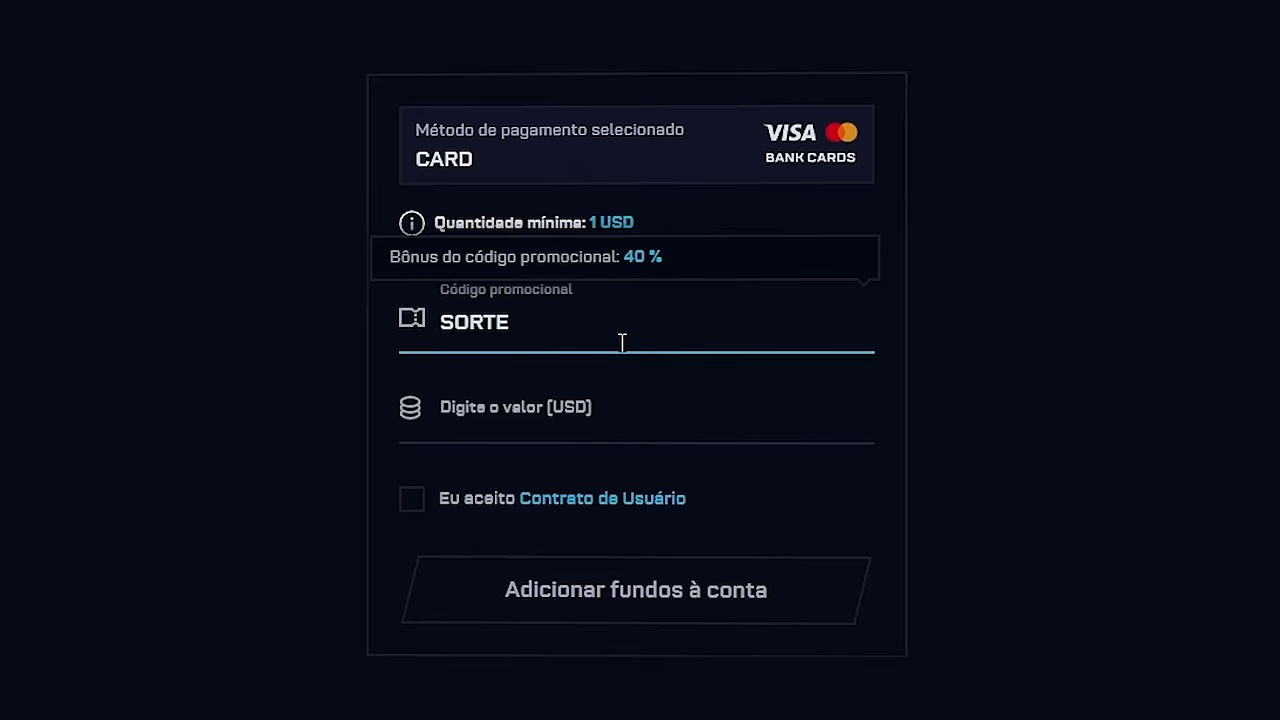 Método de pagamento selecionado
CARD
VISA
BANK CARDS
Quantidade mínima: 1 USD
Bônus do código promocional: 40 %
Código promocional
SORTE
Digite o valor (USD)
Eu aceito Contrato de Usuário
Adicionar fundos à conta